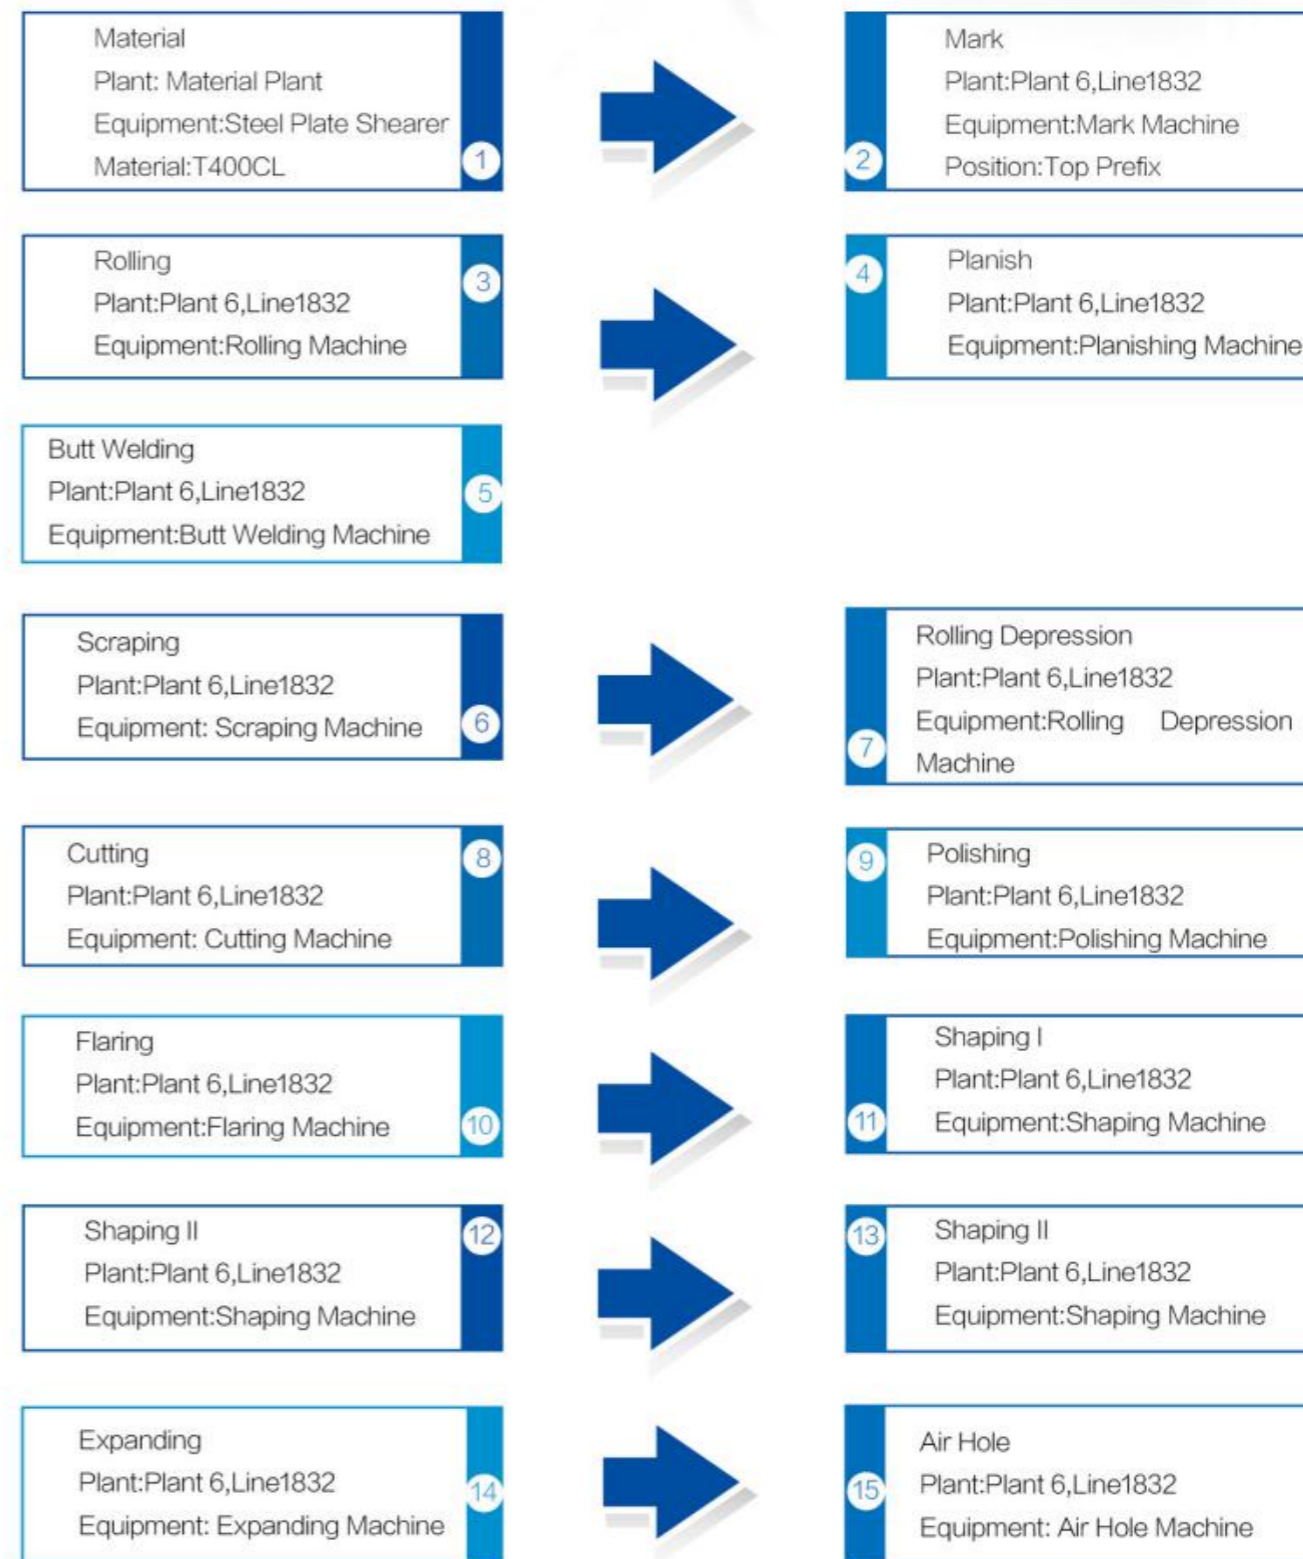 Material
Plant: Material Plant
Equipment:Steel Plate Shearer
Material:T400CL
1
Mark
Plant:Plant 6,Line1832
Equipment:Mark Machine
Position:Top Prefix
2
Rolling
Plant:Plant 6,Line1832
Equipment:Rolling Machine
3
Planish
Plant:Plant 6,Line1832
Equipment:Planishing Machine
4
Butt Welding
Plant:Plant 6,Line1832
Equipment:Butt Welding Machine
5
Scraping
Plant:Plant 6,Line1832
Equipment: Scraping Machine
6
Rolling Depression
Plant:Plant 6,Line1832
Equipment:Rolling Depression
Machine
7
Cutting
Plant:Plant 6,Line1832
Equipment: Cutting Machine
8
Polishing
Plant:Plant 6,Line1832
Equipment:Polishing Machine
9
Flaring
Plant:Plant 6,Line1832
Equipment:Flaring Machine
10
Shaping I
Plant:Plant 6,Line1832
Equipment:Shaping Machine
11
Shaping II
Plant:Plant 6,Line1832
Equipment:Shaping Machine
12
Shaping II
Plant:Plant 6,Line1832
Equipment:Shaping Machine
13
Expanding
Plant:Plant 6,Line1832
Equipment: Expanding Machine
14
Air Hole
Plant:Plant 6,Line1832
Equipment: Air Hole Machine
15